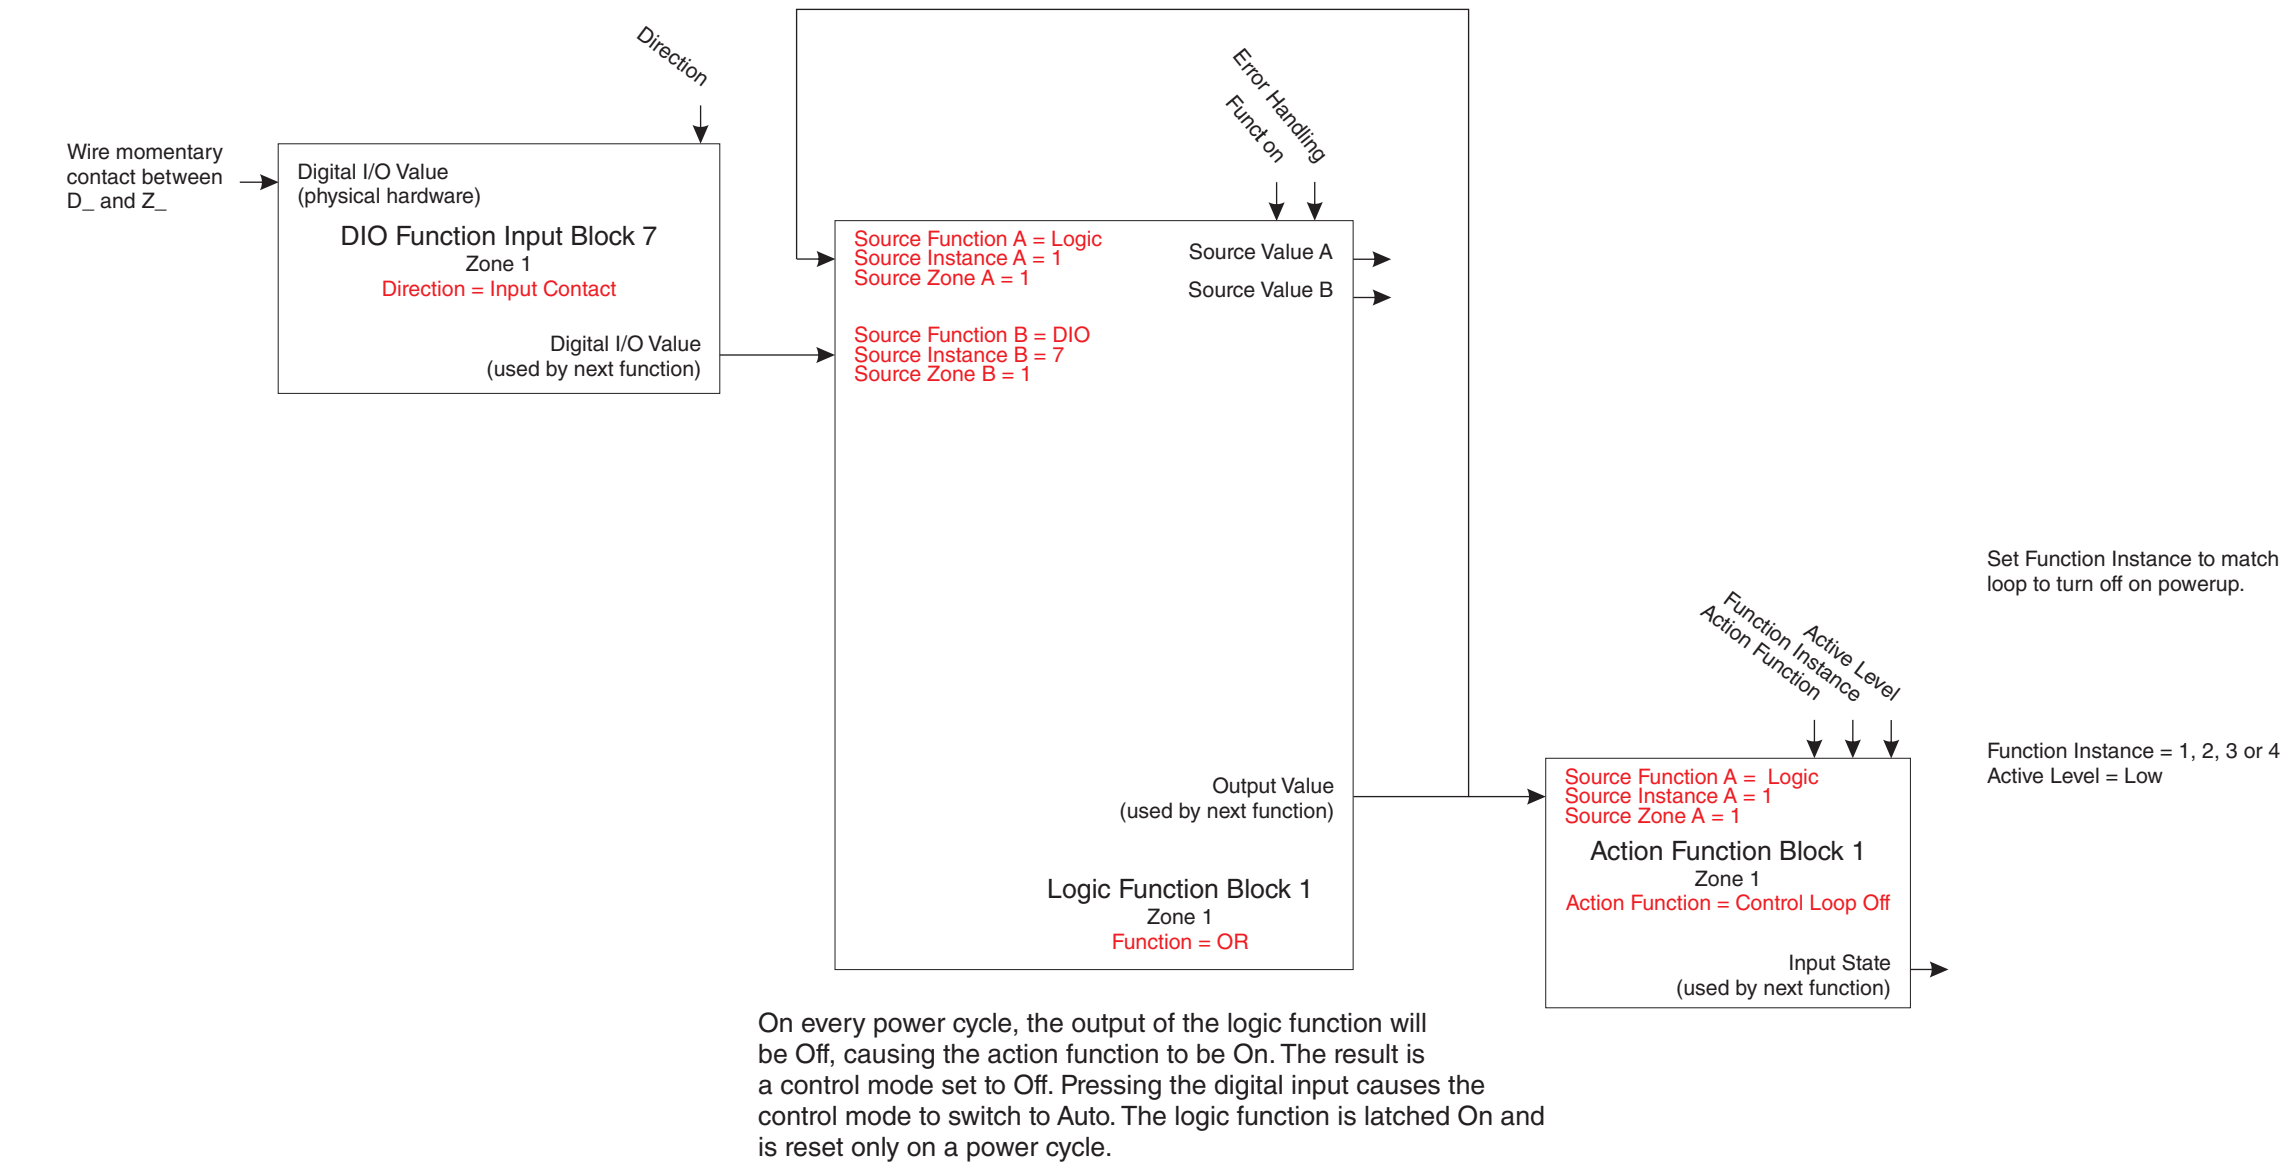 Direction
Wire momentary
contact between
D_ and Z_
Digital I/O Value
(physical hardware)
DIO Function Input Block 7
Zone 1
Direction = Input Contact
Digital I/O Value
(used by next function)
Error Handling
Funct on
Source Function A = Logic
Source Instance A = 1
Source Zone A = 1
Source Value A
Source Value B
Source Function B = DIO
Source Instance B = 7
Source Zone B = 1
Output Value
(used by next function)
Logic Function Block 1
Zone 1
Function = OR
Set Function Instance to match
loop to turn off on powerup.
Active Level
Function Instance
Action Function
Function Instance = 1, 2, 3 or 4
Active Level = Low
Source Function A =  Logic
Source Instance A = 1
Source Zone A = 1
Action Function Block 1
Zone 1
Action Function = Control Loop Off
Input State
(used by next function)
On every power cycle, the output of the logic function will
be Off, causing the action function to be On. The result is
a control mode set to Off. Pressing the digital input causes the
control mode to switch to Auto. The logic function is latched On and
is reset only on a power cycle.